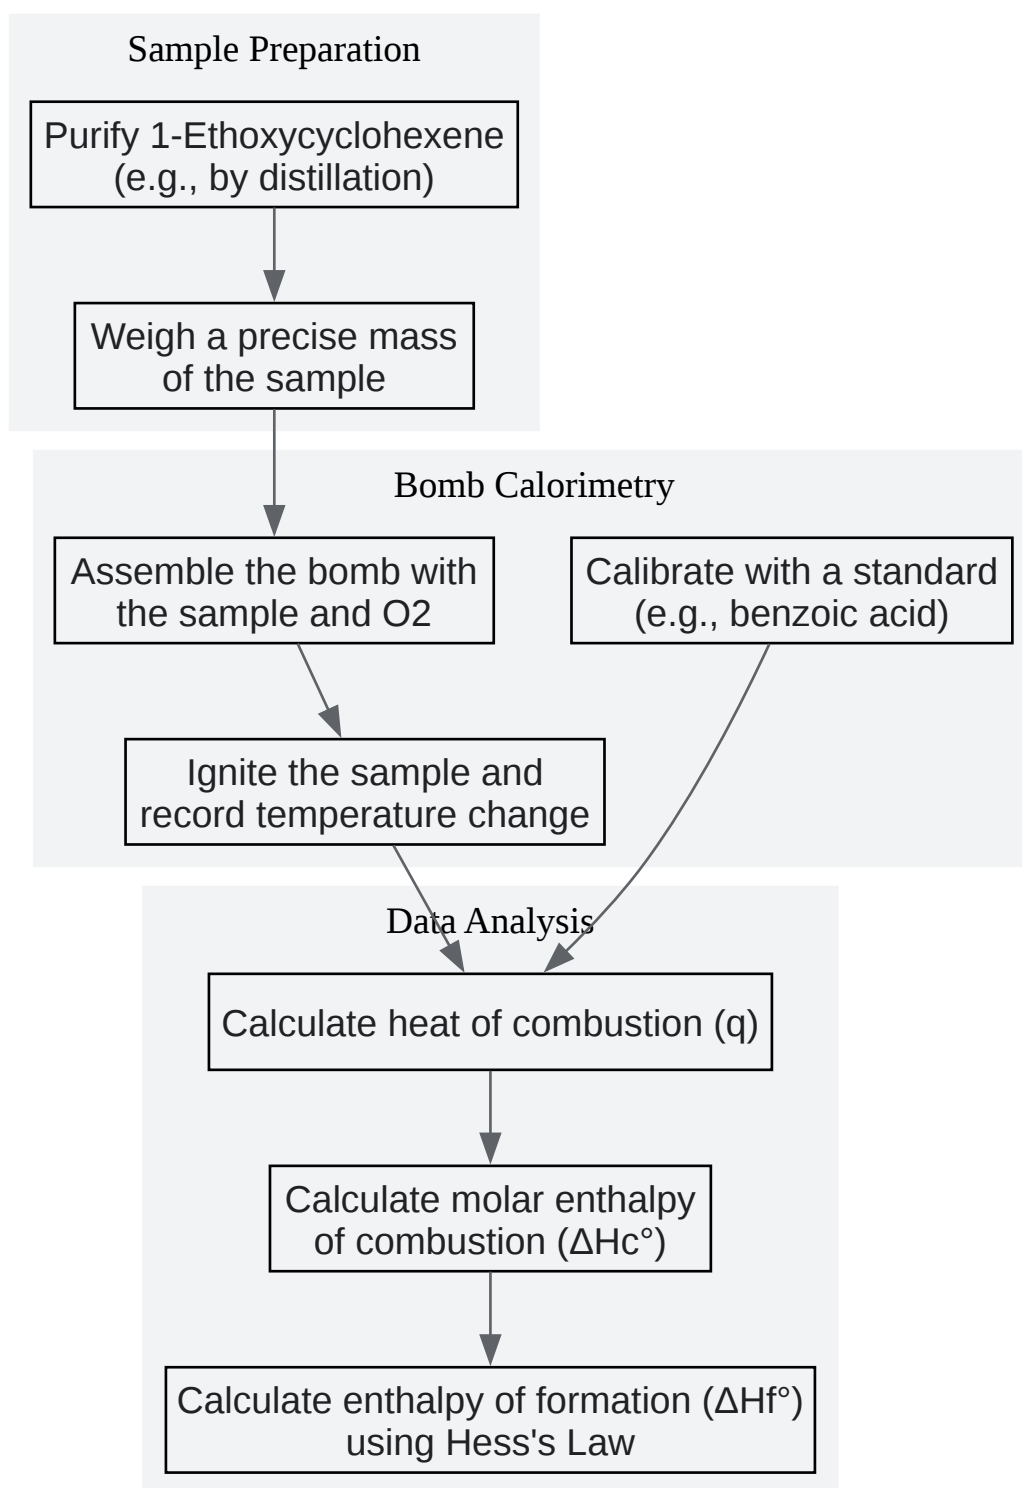 Sample Preparation
Purify 1-Ethoxycyclohexene
(e.g., by distillation)
Weigh a precise mass
of the sample
Bomb Calorimetry
Assemble the bomb with
the sample and O2
Calibrate with a standard
(e.g., benzoic acid)
Ignite the sample and
record temperature change
Data Analysis
Calculate heat of combustion (q)
Calculate molar enthalpy
of combustion (ΔHc°)
Calculate enthalpy of formation (ΔHf°)
using Hess's Law